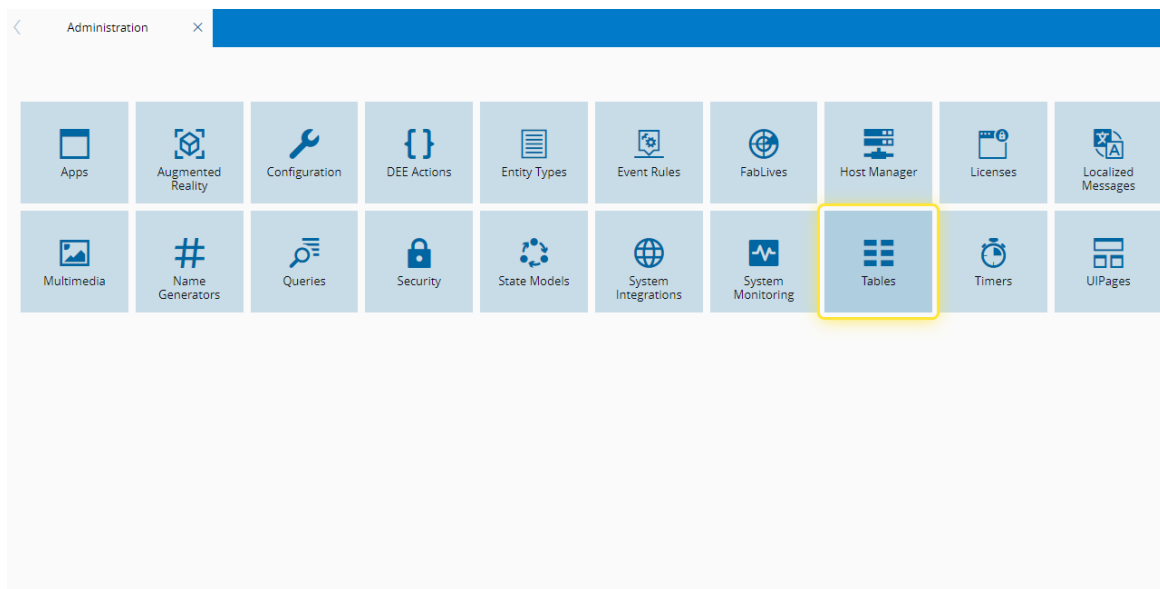 Administration
Apps
Augmented
Reality
Configuration
DEE Actions
Entity Types
Event Rules
FabLives
Host Manager
Licenses
Localized
Messages
Multimedia
Name
Generators
Queries
Security
State Models
System
Integrations
System
Monitoring
Tables
Timers
UIPages